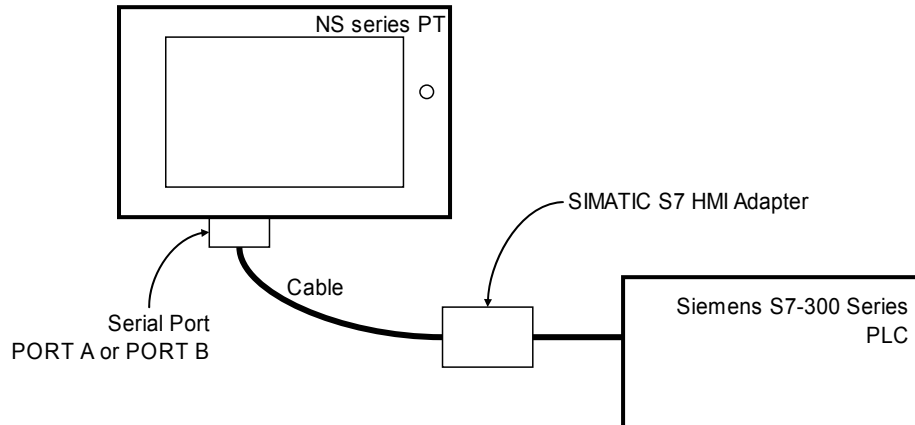 NS series PT
SIMATIC S7 HMI Adapter
Cable
Serial Port
PORT A or PORT B
Siemens S7-300 Series
PLC